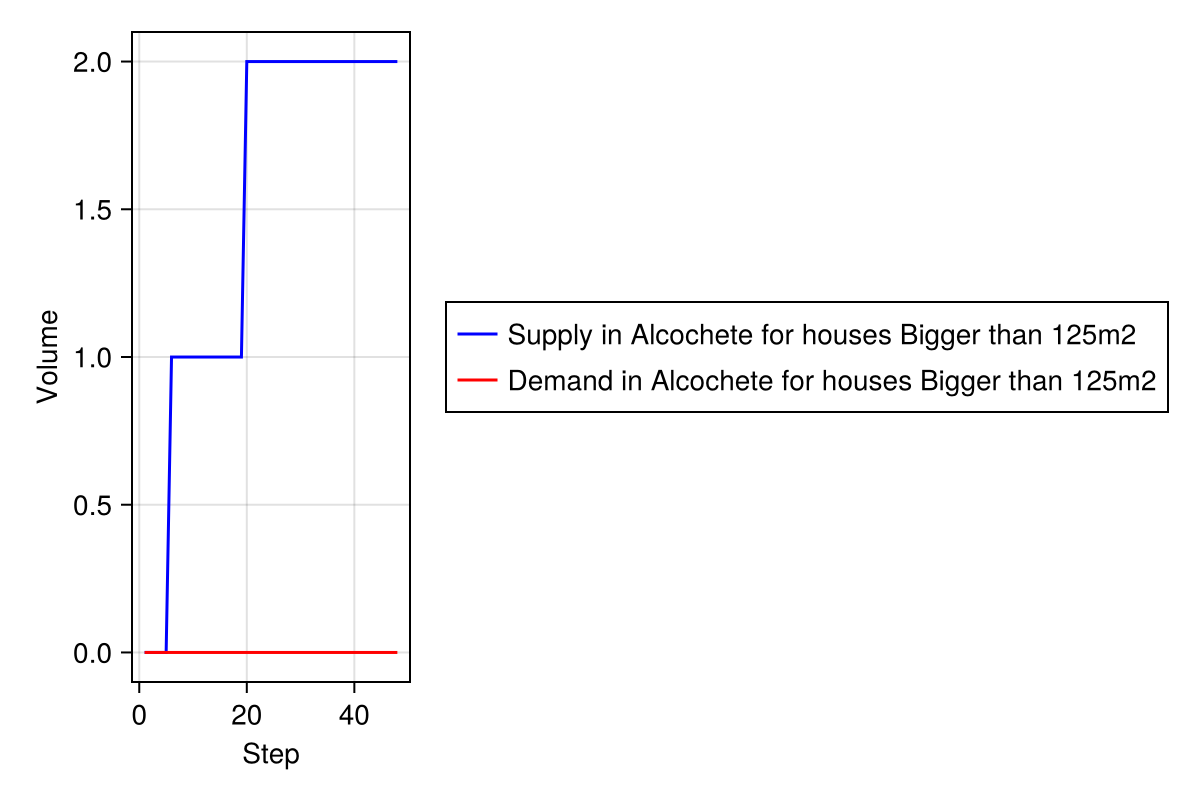 2.0
1.5
1.0
0.5
0.0
Volume
0 20 40
Step
Supply in Alcochete for houses Bigger than 125m2
Demand in Alcochete for houses Bigger than 125m2